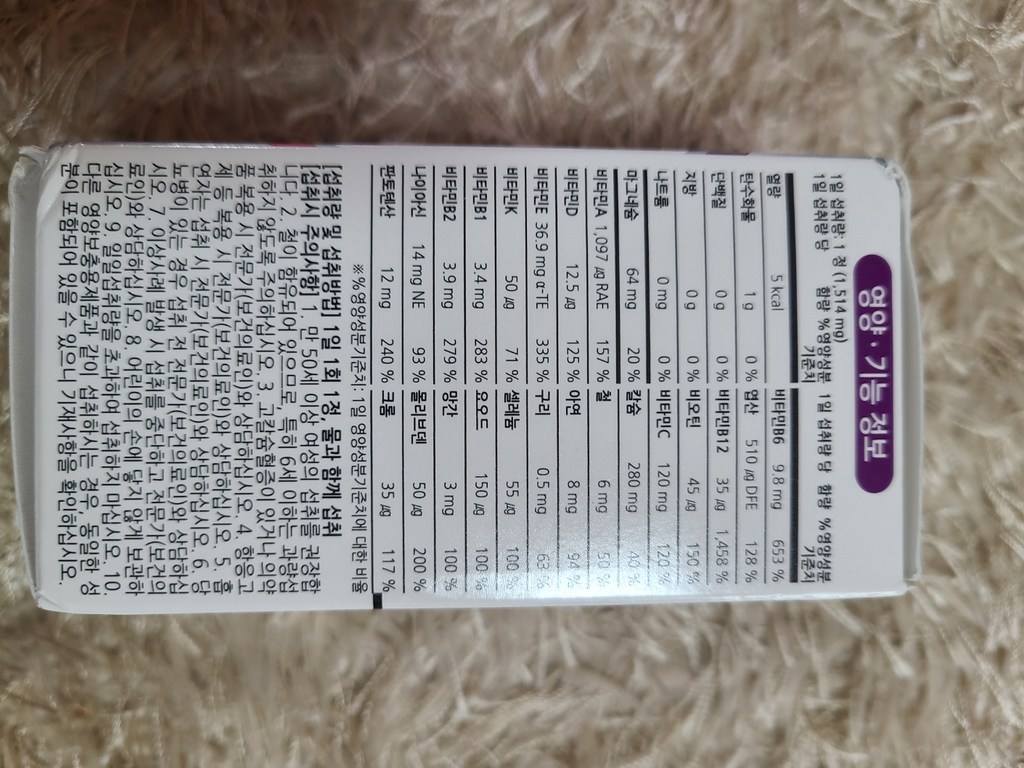 영양·기능 정보
1일 섭취량: 1 정 (1,514 mg)
1일 섭취량 당 함량 %영양성분기준치
열량 5 kcal
탄수화물 1 g 0 %
단백질 0 g 0 %
지방 0 g 0 %
나트륨 0 mg 0 %
마그네슘 64 mg 20 %
비타민A 1,097 ㎍ RAE 157 %
비타민D 12.5 ㎍ 125 %
비타민E 36.9 mg α-TE 335 %
비타민K 50 ㎍ 71 %
비타민B1 3.4 mg 283 %
비타민B2 3.9 mg 279 %
나이아신 14 mg NE 93 %
판토텐산 12 mg 240 %
1일 섭취량 당 함량 %영양성분기준치
비타민B6 9.8 mg 653 %
엽산 510 ㎍ DFE 128 %
비타민B12 35 ㎍ 1,458 %
비오틴 45 ㎍ 150 %
비타민C 120 mg 120 %
칼슘 280 mg 40 %
철 6 mg 50 %
아연 8 mg 94 %
구리 0.5 mg 63 %
셀레늄 55 ㎍ 100 %
요오드 150 ㎍ 100 %
망간 3 mg 100 %
몰리브덴 50 ㎍ 200 %
크롬 35 ㎍ 117 %
※ %영양성분기준치: 1일 영양성분기준치에 대한 비율
[섭취량 및 섭취방법] 1일 1회, 1정, 물과 함께 섭취
[섭취시 주의사항] 1. 만 50세 이상 여성의 섭취를 권장합
니다. 2. 철이 함유되어 있으므로, 특히 6세 이하는 과량섭
취하지 않도록 주의하십시오. 3. 고칼슘혈증이 있거나 의약
품 복용 시 전문가(보건의료인)와 상담하십시오. 4. 항응고
제 등 복용 시 전문가(보건의료인)와 상담하십시오. 5. 흡
연자는 섭취 시 전문가(보건의료인)와 상담하십시오. 6. 당
뇨병이 있는 경우 섭취 전 전문가(보건의료인)와 상담하십
시오. 7. 이상사례 발생 시 섭취를 중단하고 전문가(보건의
료인)와 상담하십시오. 8. 어린이의 손에 닿지 않게 보관하
십시오. 9. 일일섭취량을 초과하여 섭취하지 마십시오. 10.
다른 영양보충용제품과 같이 섭취하시는 경우, 동일한 성
분이 포함되어 있을 수 있으니 기재사항을 확인하십시오